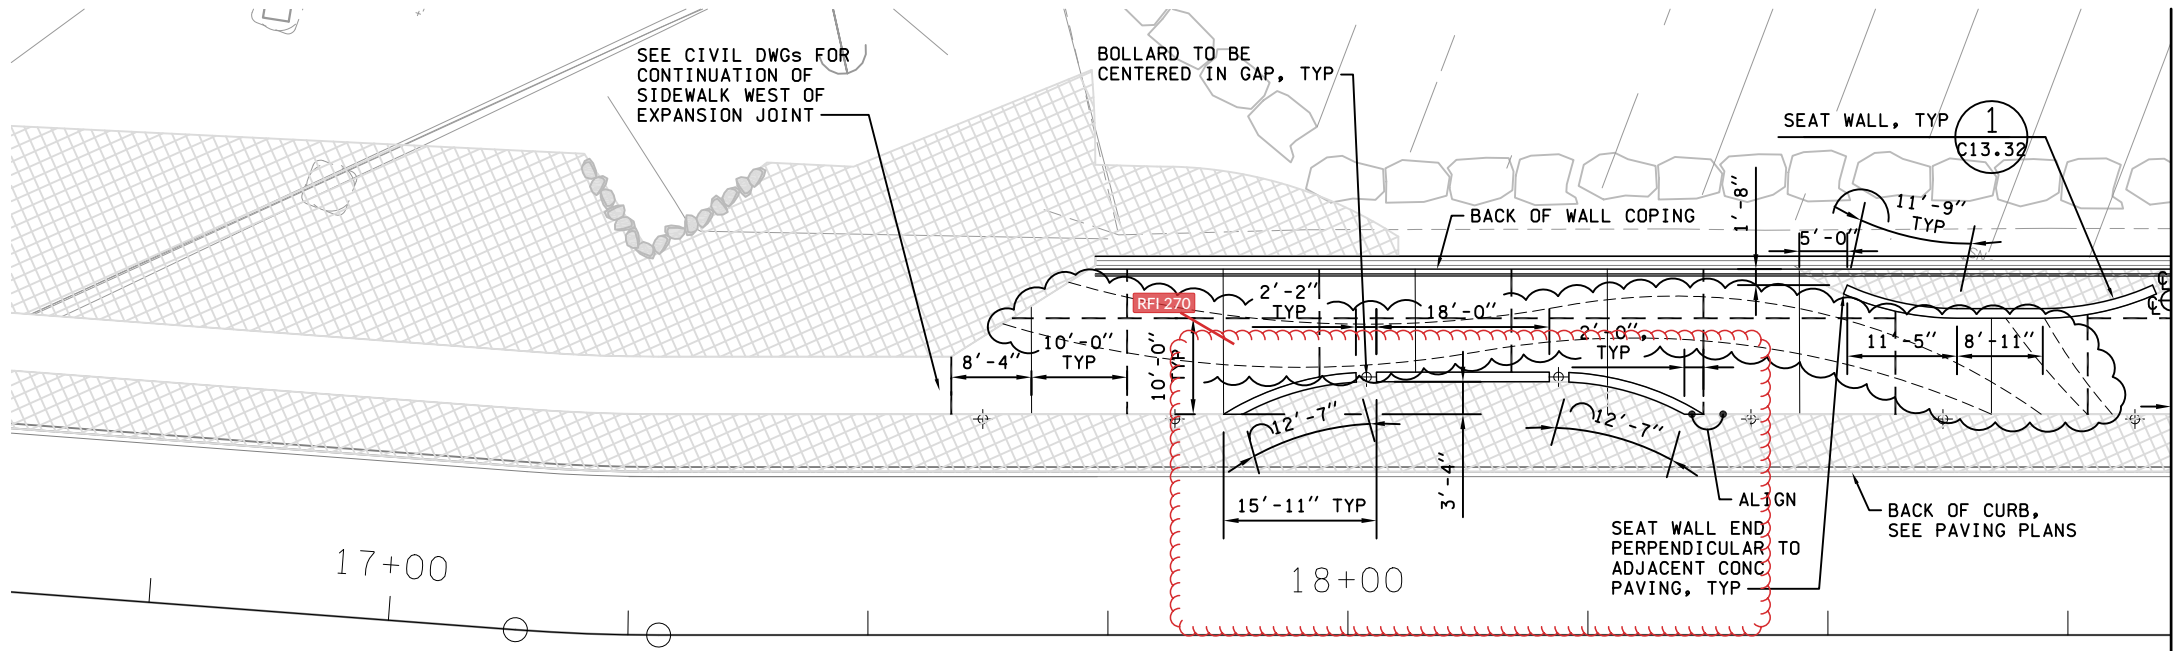 SEE CIVIL DWGs FOR
CONTINUATION OF
SIDEWALK WEST OF
EXPANSION JOINT
BOLLARD TO BE
CENTERED IN GAP, TYP
SEAT WALL, TYP
1
C13.32
BACK OF WALL COPING
1'-8"
11'-9"
TYP
5'-0"
RFI 270
2'-2"
TYP
18'-0"
2'-0",
TYP
10'-0"
TYP
8'-4"
10'-0"
TYP
11'-5"
8'-11"
12'-7"
12'-7"
3'-4"
15'-11" TYP
ALIGN
SEAT WALL END
PERPENDICULAR TO
ADJACENT CONC
PAVING, TYP
BACK OF CURB,
SEE PAVING PLANS
17+00
18+00